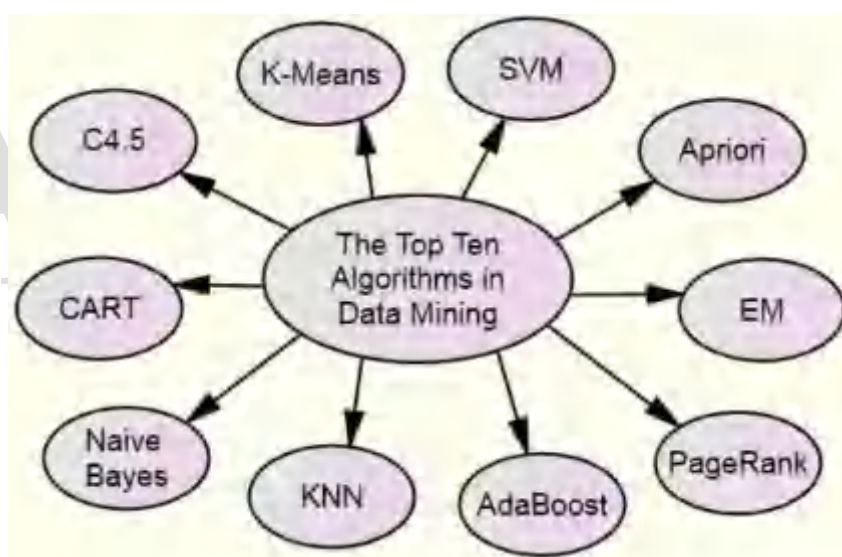 K-Means
SVM
C4.5
Apriori
The Top Ten
Algorithms in
Data Mining
CART
EM
Naive
Bayes
KNN
AdaBoost
PageRank